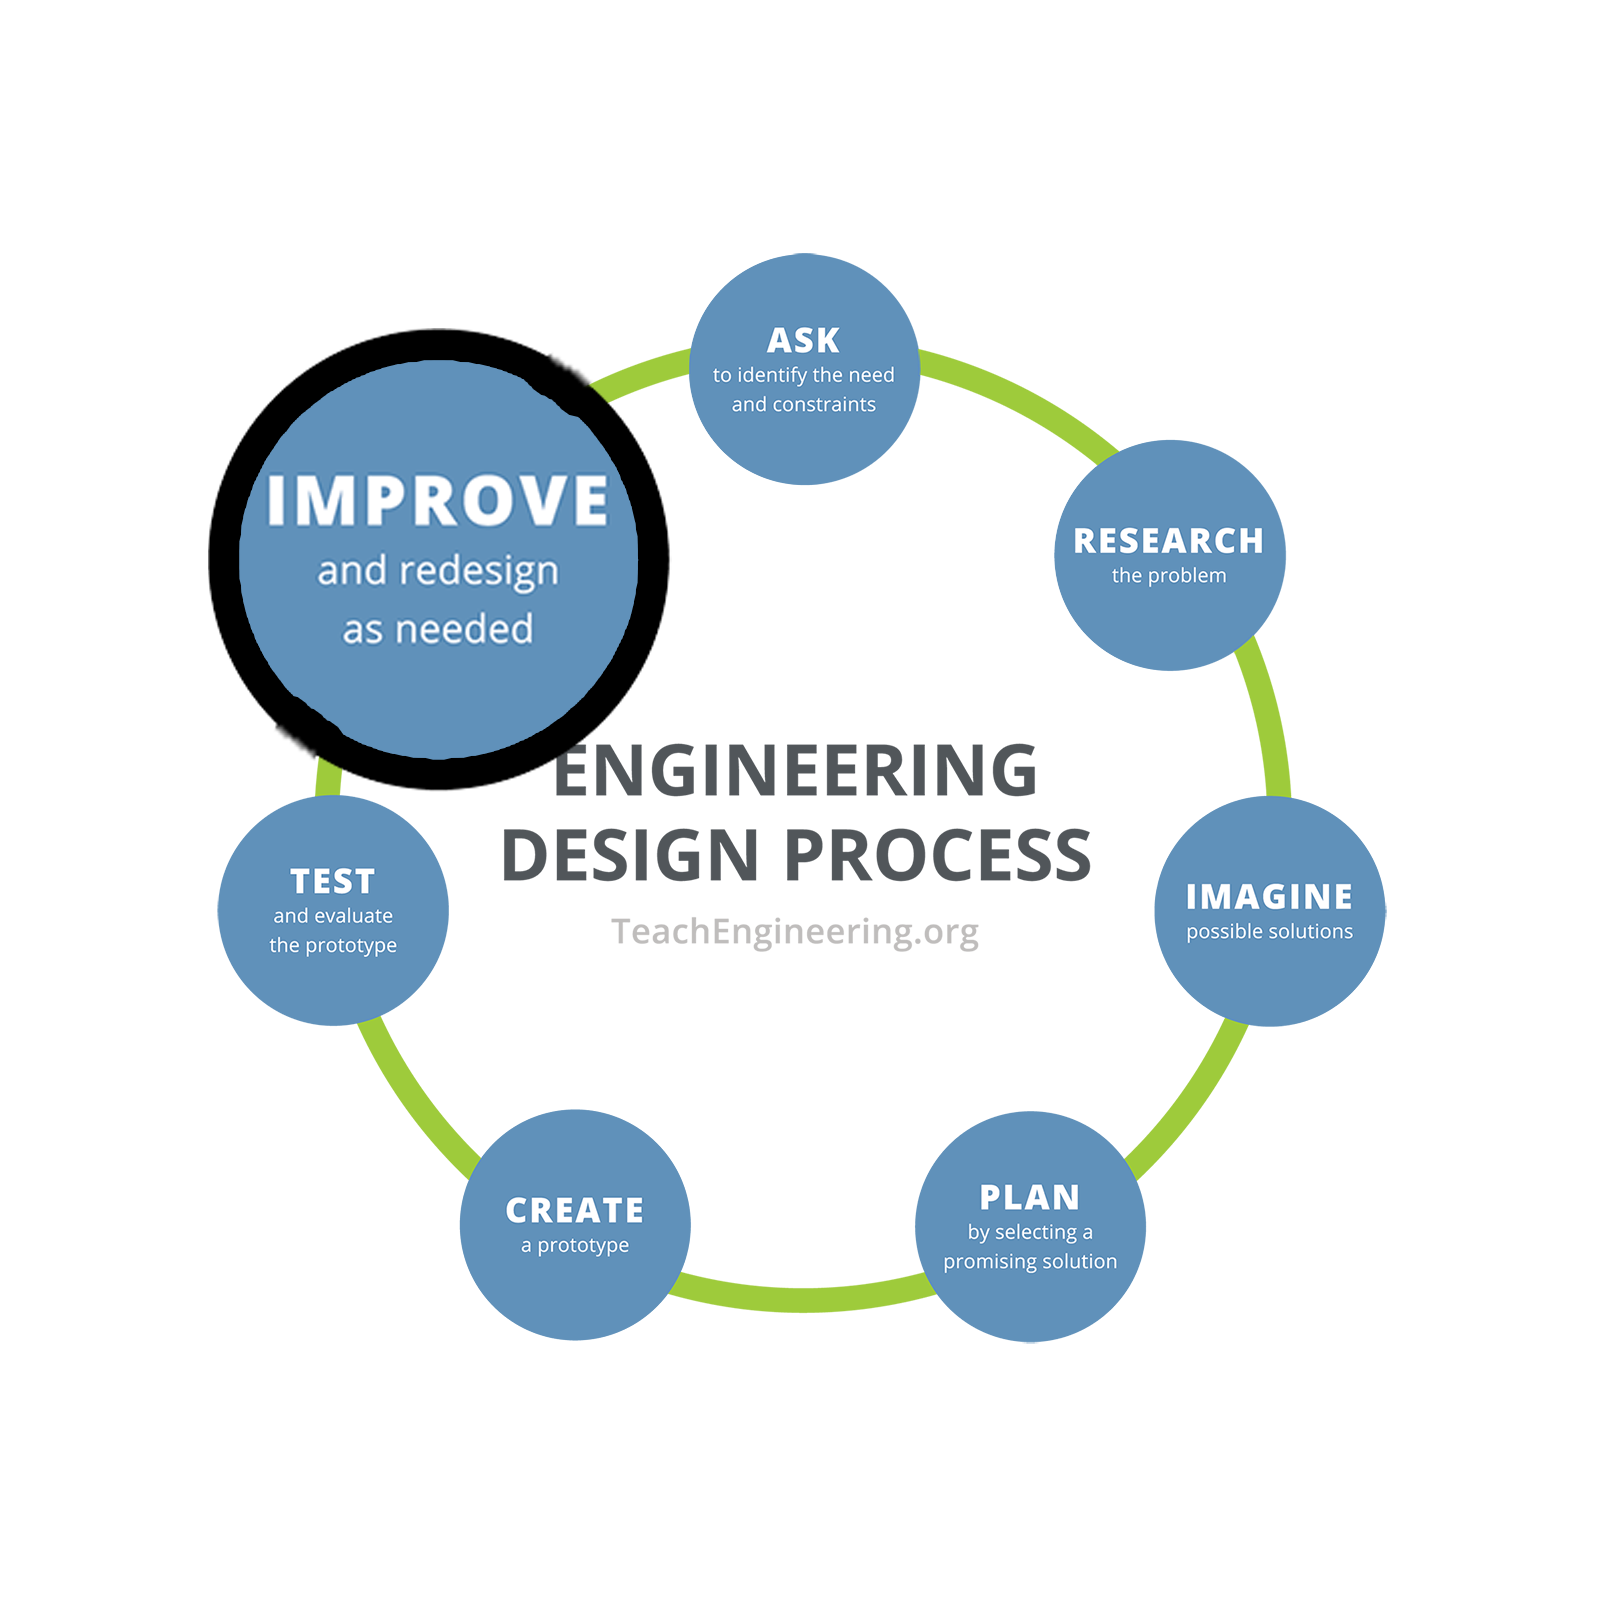 ASK
to identify the need
and constraints
RESEARCH
the problem
IMAGINE
possible solutions
PLAN
by selecting a
promising solution
CREATE
a prototype
TEST
and evaluate
the prototype
IMPROVE
and redesign
as needed
ENGINEERING
DESIGN PROCESS
TeachEngineering.org